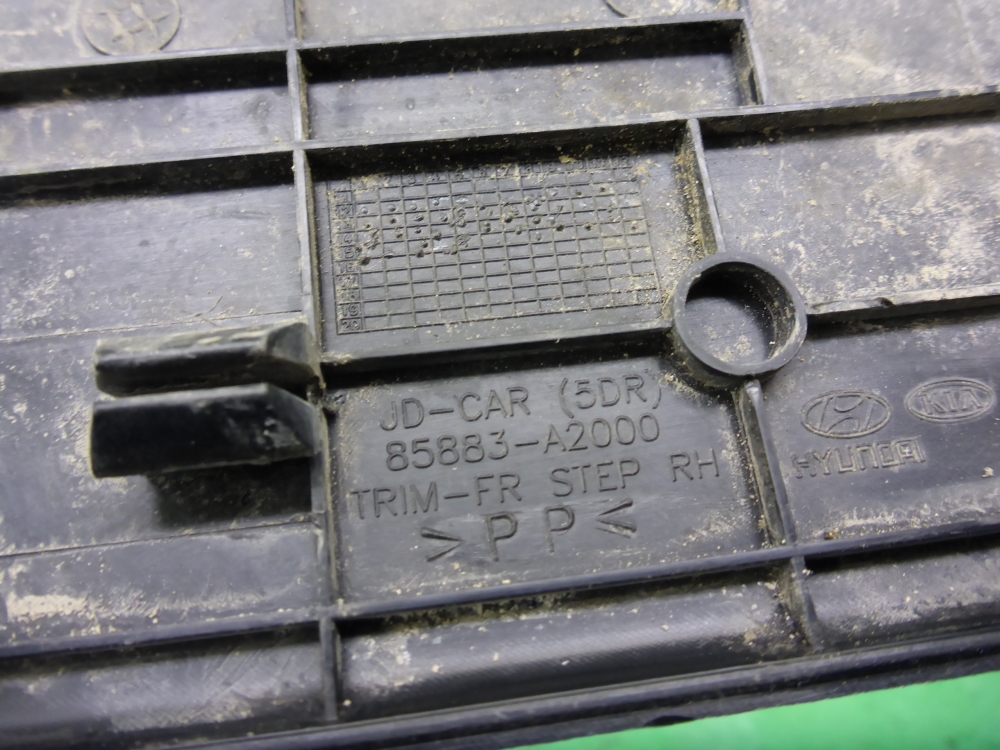 JD-CAR (5DR)
85883-A2000
TRIM-FR STEP RH
>PP<
HYUNDAI
KIA